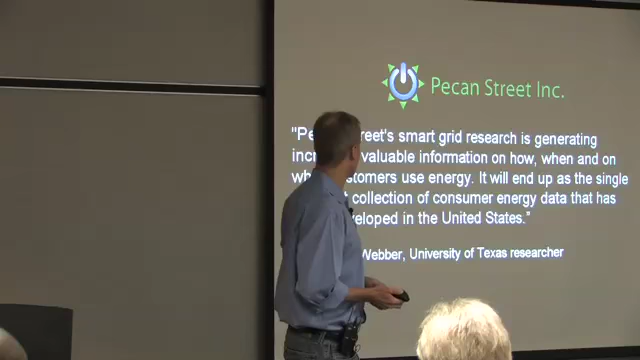 Pecan Street Inc.
"Pe reet's smart grid research is generating
incr valuable information on how, when and on
wh ustomers use energy. It will end up as the single
t collection of consumer energy data that has
veloped in the United States."
Webber, University of Texas researcher